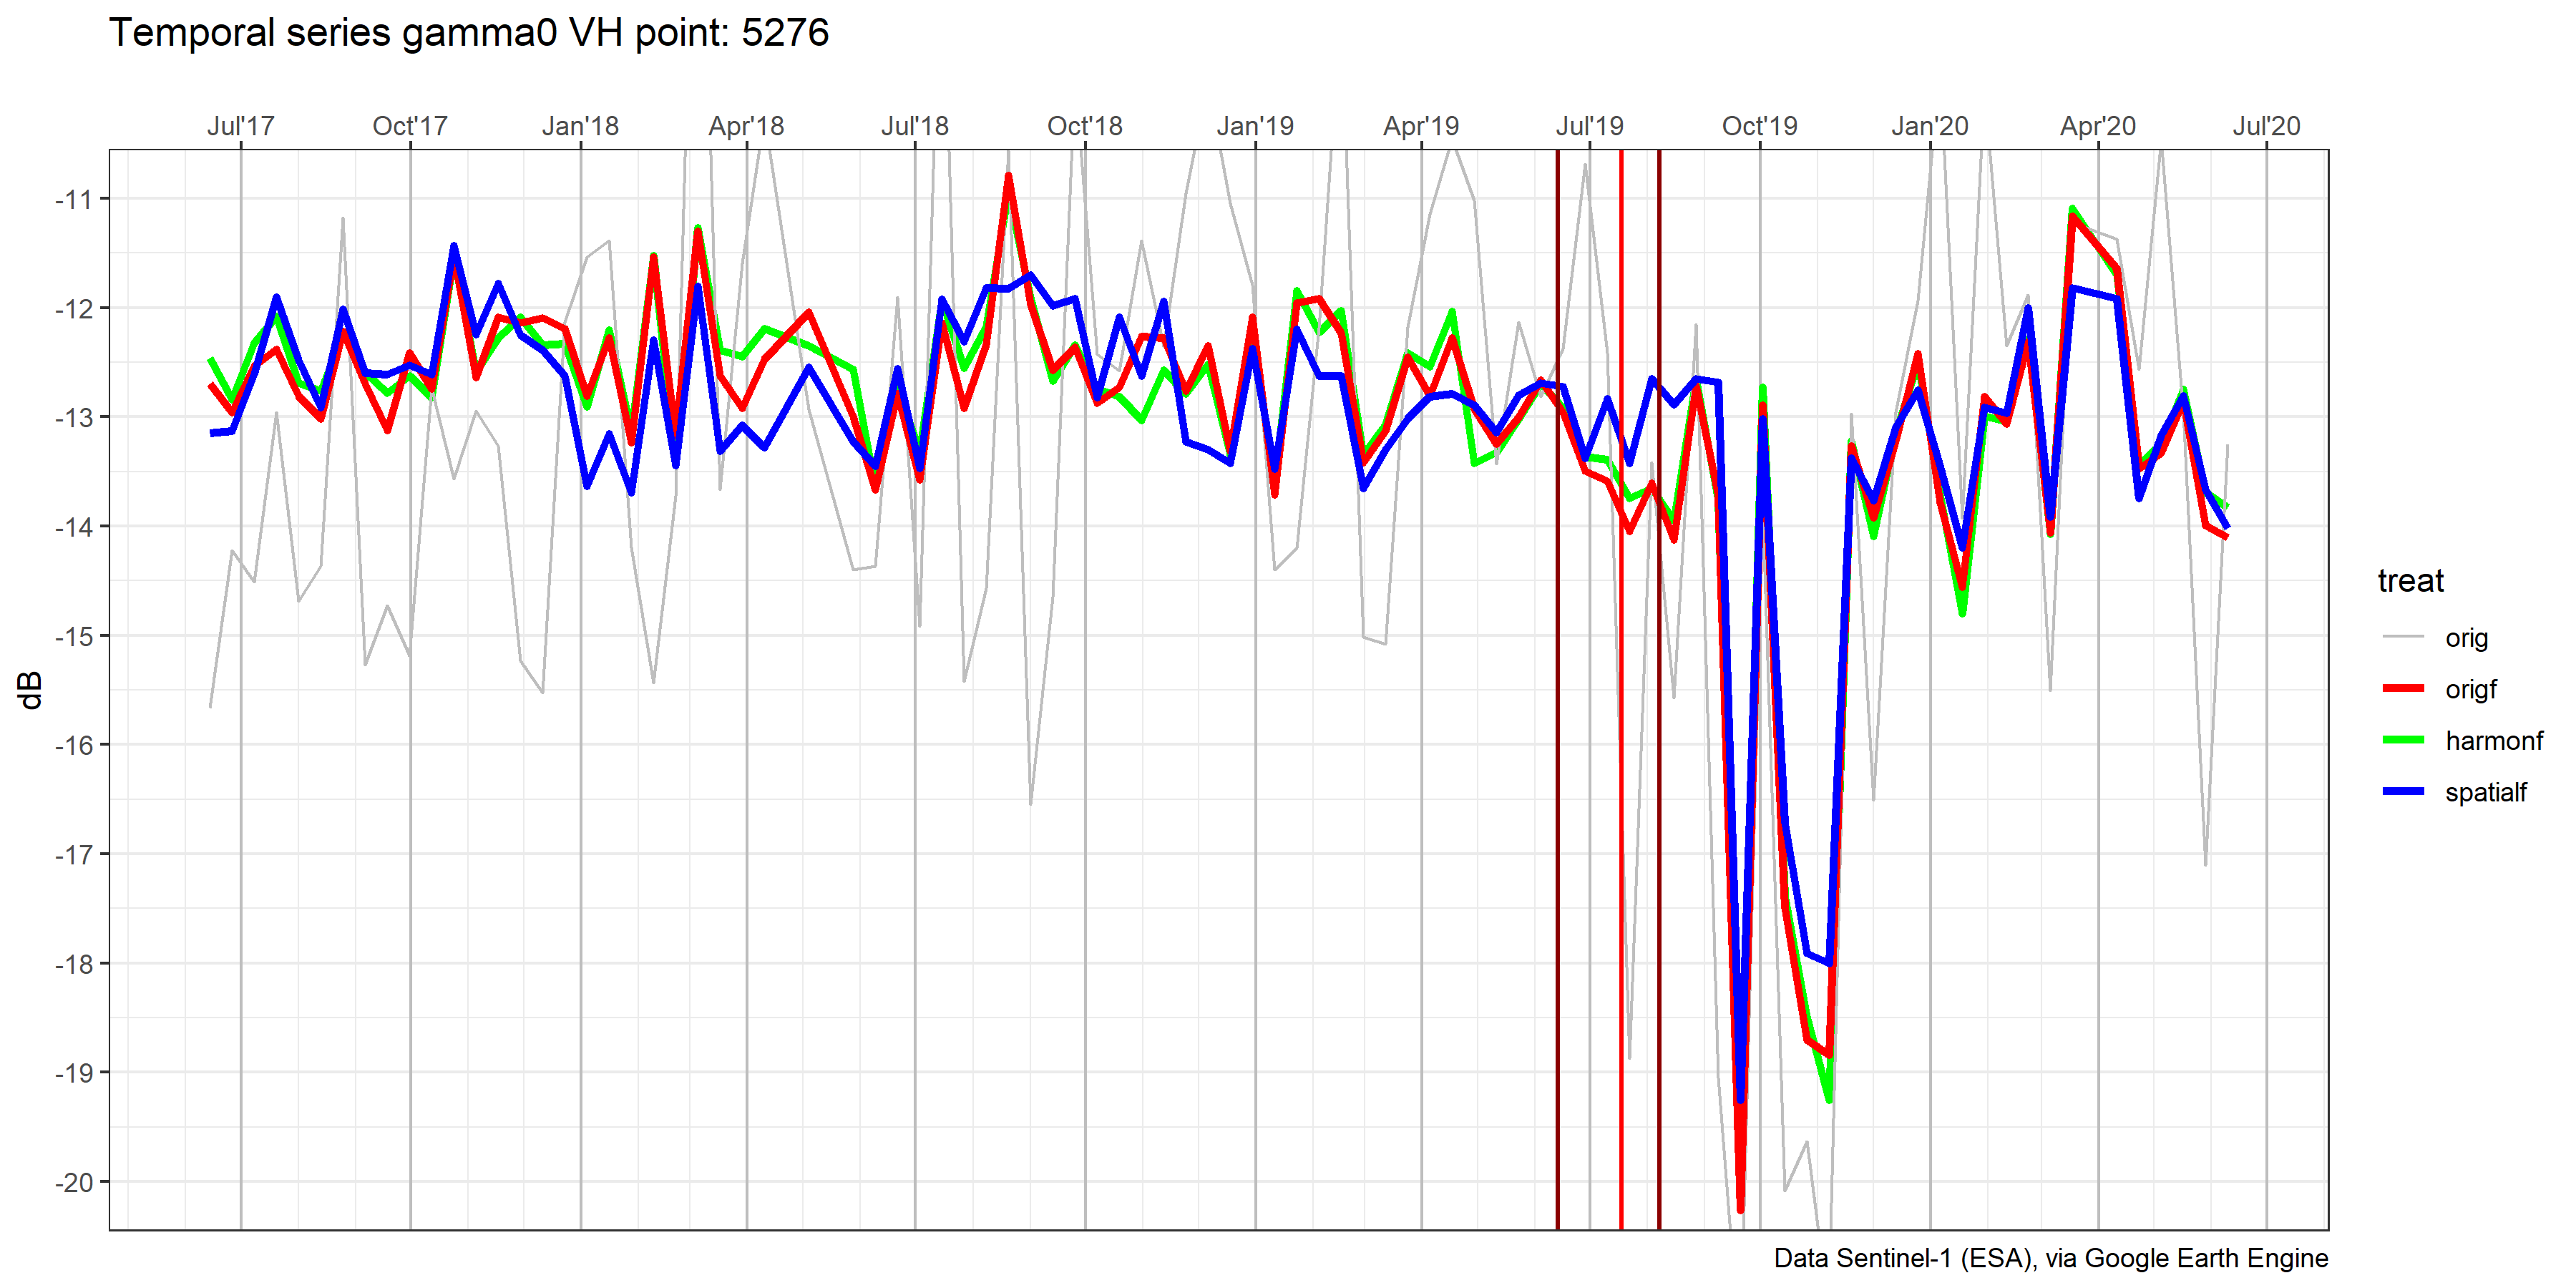 Temporal series gamma0 VH point: 5276
Jul'17 Oct'17 Jan'18 Apr'18 Jul'18 Oct'18 Jan'19 Apr'19 Jul'19 Oct'19 Jan'20 Apr'20 Jul'20
-11
-12
-13
-14
-15
-16
-17
-18
-19
-20
dB
treat
orig
origf
harmonf
spatialf
Data Sentinel-1 (ESA), via Google Earth Engine